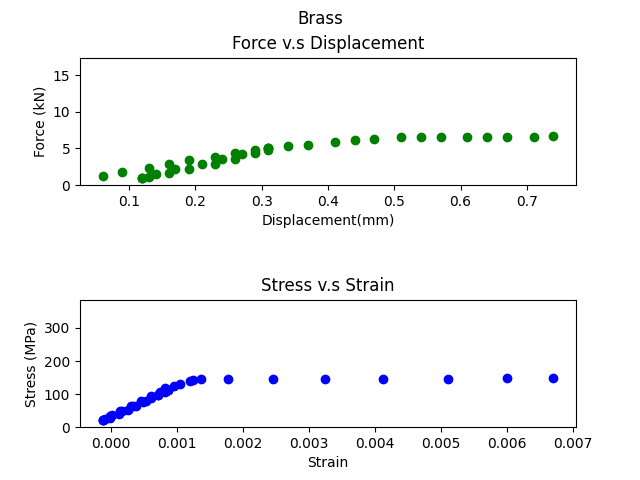 Brass
Force v.s Displacement
15
10
5
0
Force (kN)
0.1 0.2 0.3 0.4 0.5 0.6 0.7
Displacement(mm)
Stress v.s Strain
300
200
100
0
Stress (MPa)
0.000 0.001 0.002 0.003 0.004 0.005 0.006 0.007
Strain